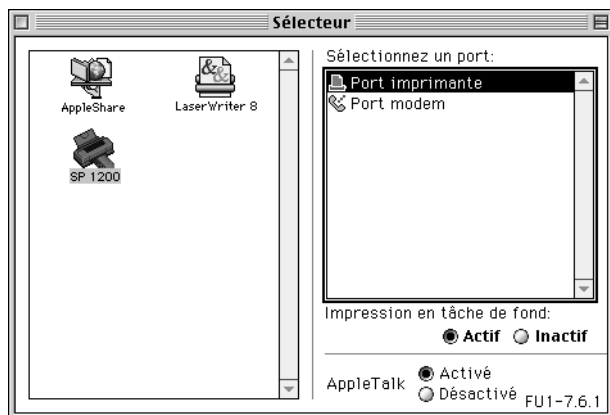 Sélecteur
AppleShare
LaserWriter 8
SP 1200
Sélectionnez un port:
Port imprimante
Port modem
Impression en tâche de fond:
Actif Inactif
AppleTalk
Activé
Désactivé
FU1-7.6.1